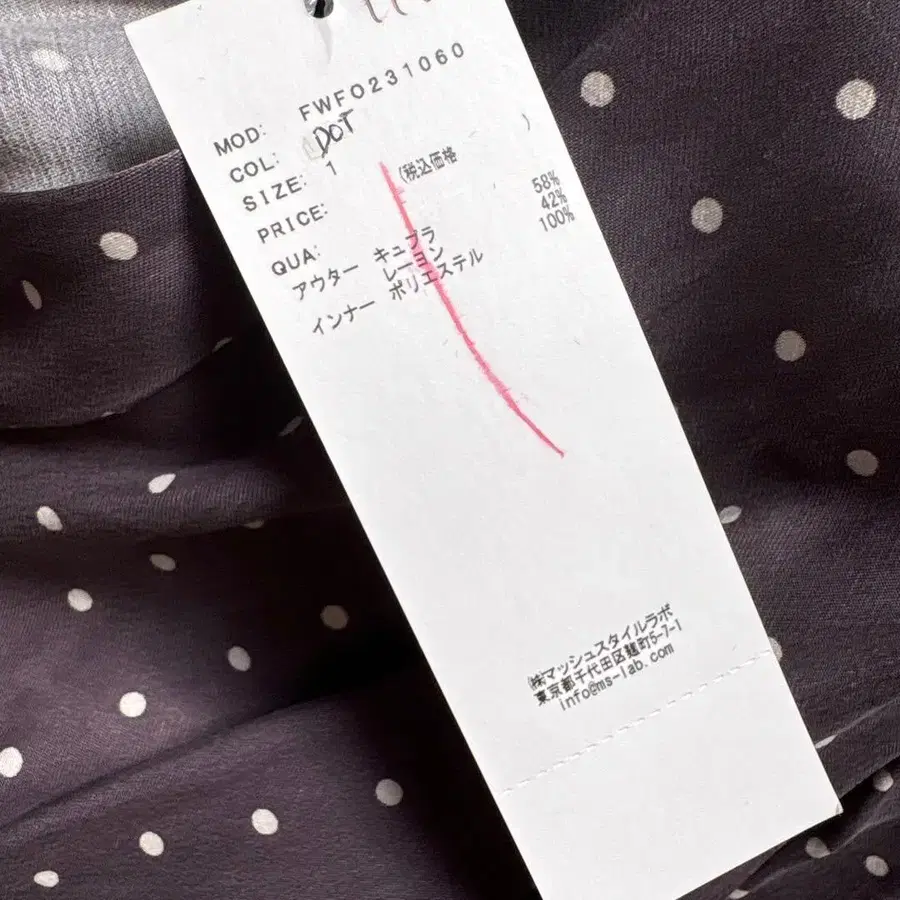 MOD: FWFO231060
COL: DOT
SIZE: 1
PRICE: (税込価格 )
QUA:
アウター キュプラ 58%
レーヨン 42%
インナー ポリエステル 100%
㈱マッシュスタイルラボ
東京都千代田区麹町5-7-1
info@ms-lab.com